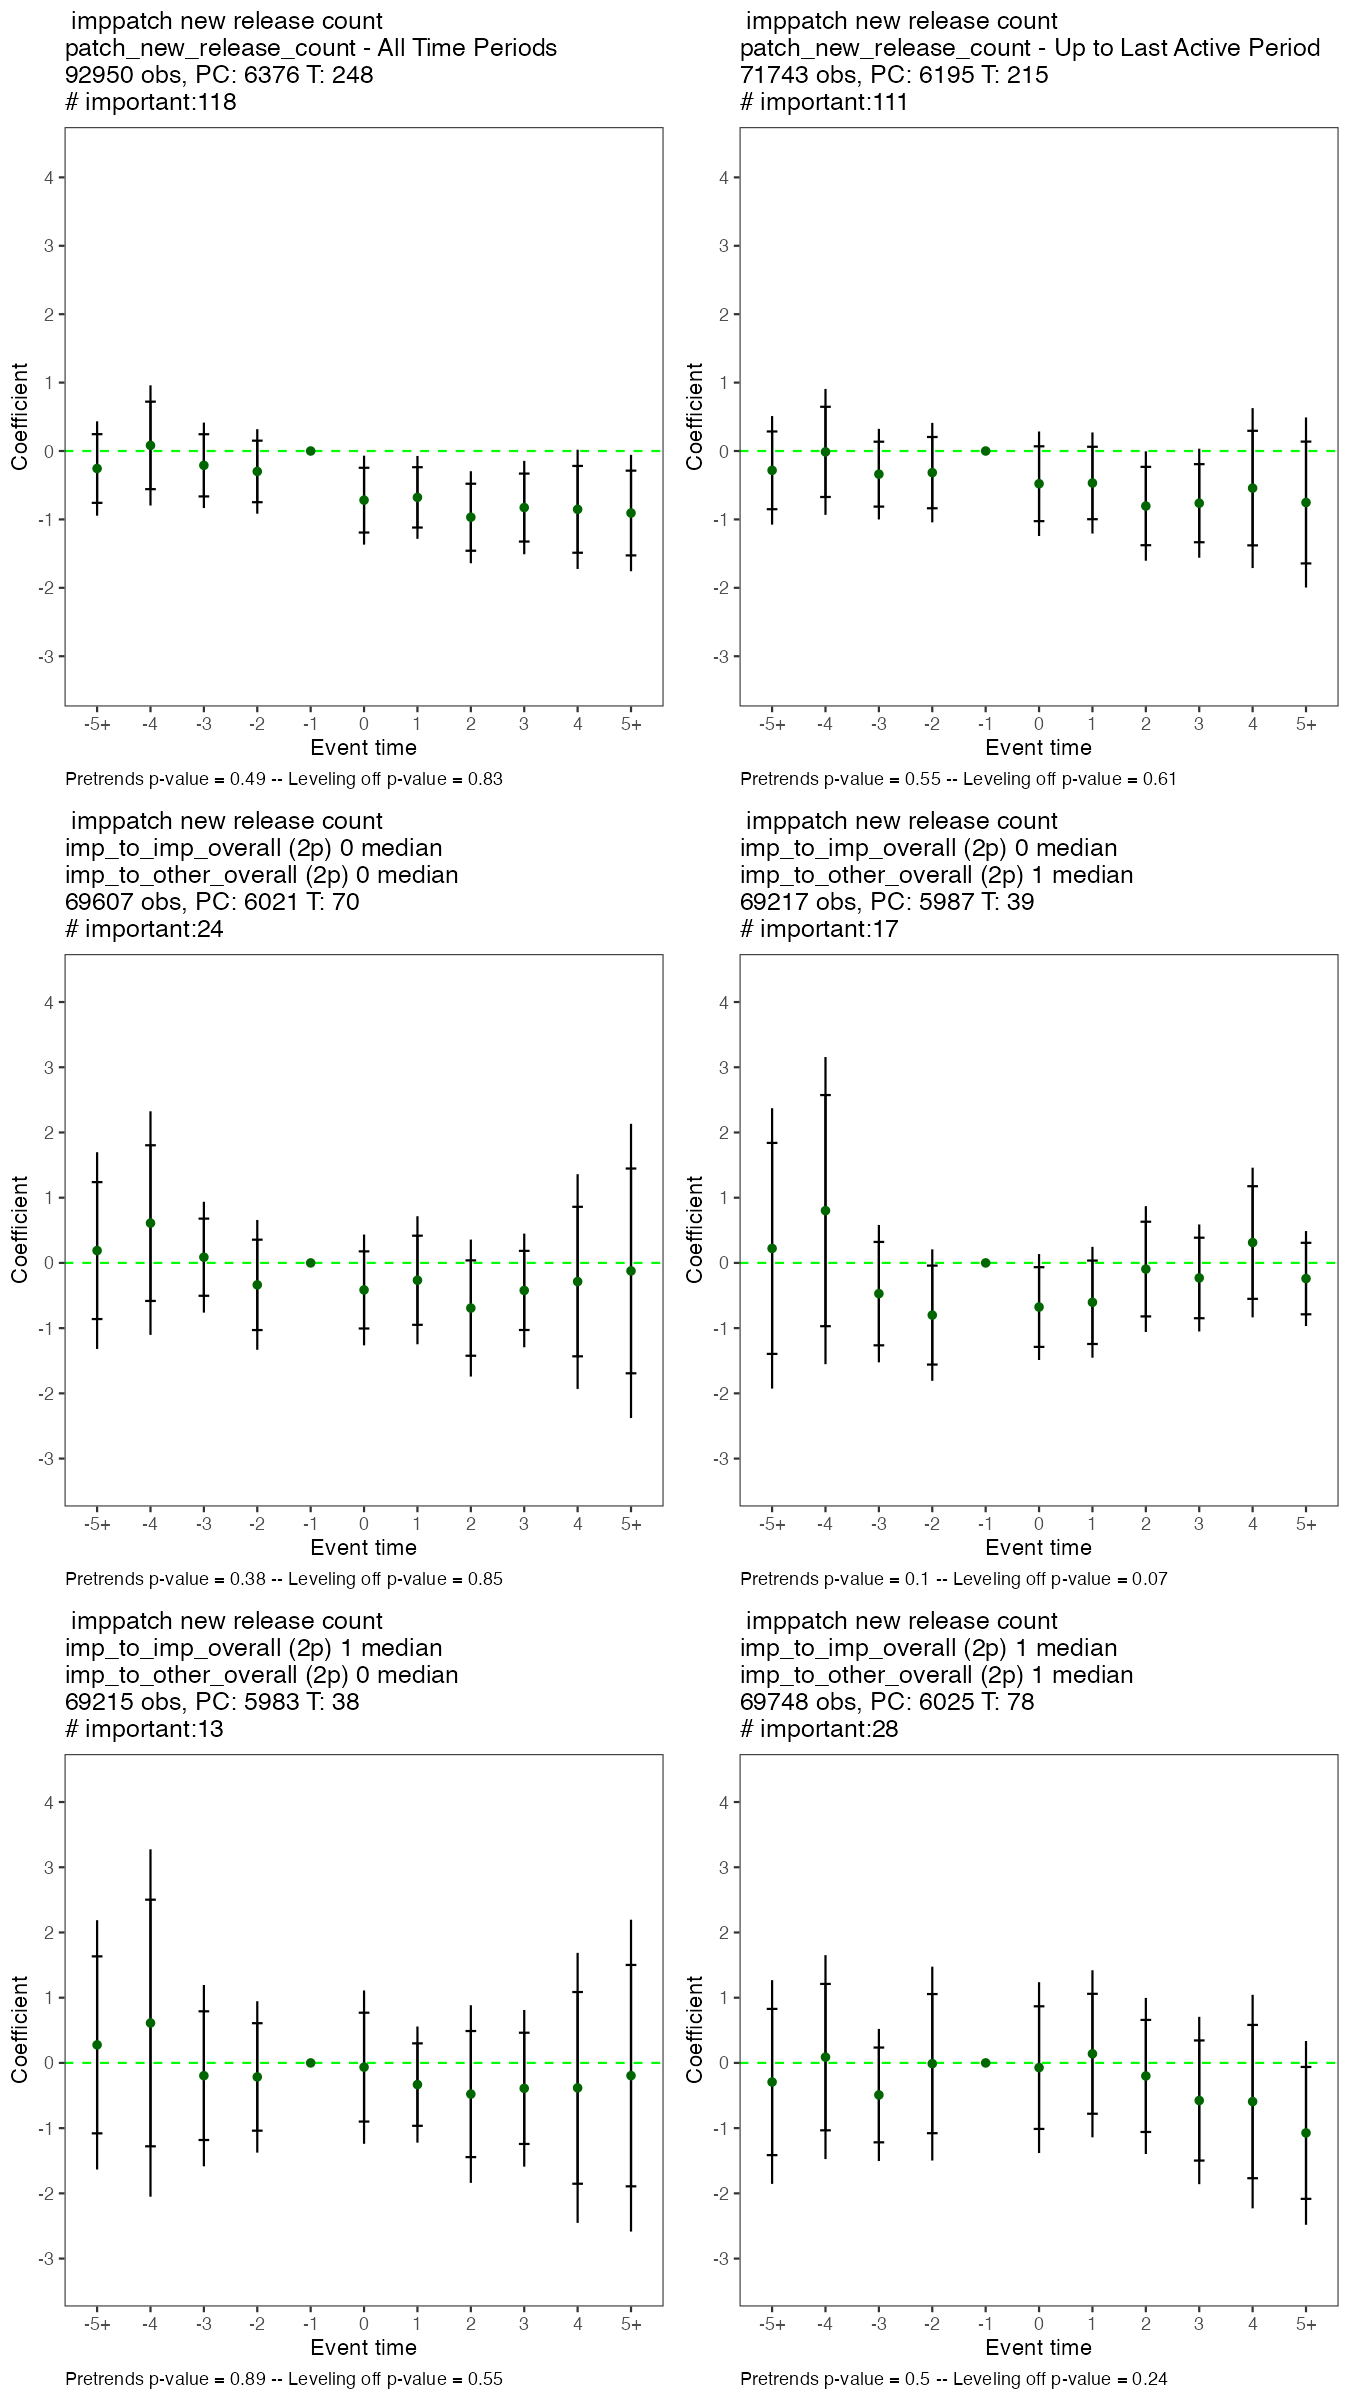 imppatch new release count
patch_new_release_count - All Time Periods
92950 obs, PC: 6376 T: 248
# important:118
Coefficient
4
3
2
1
0
-1
-2
-3
-5+ -4 -3 -2 -1 0 1 2 3 4 5+
Event time
Pretrends p-value = 0.49 -- Leveling off p-value = 0.83
imppatch new release count
patch_new_release_count - Up to Last Active Period
71743 obs, PC: 6195 T: 215
# important:111
Coefficient
4
3
2
1
0
-1
-2
-3
-5+ -4 -3 -2 -1 0 1 2 3 4 5+
Event time
Pretrends p-value = 0.55 -- Leveling off p-value = 0.61
imppatch new release count
imp_to_imp_overall (2p) 0 median
imp_to_other_overall (2p) 0 median
69607 obs, PC: 6021 T: 70
# important:24
Coefficient
4
3
2
1
0
-1
-2
-3
-5+ -4 -3 -2 -1 0 1 2 3 4 5+
Event time
Pretrends p-value = 0.38 -- Leveling off p-value = 0.85
imppatch new release count
imp_to_imp_overall (2p) 0 median
imp_to_other_overall (2p) 1 median
69217 obs, PC: 5987 T: 39
# important:17
Coefficient
4
3
2
1
0
-1
-2
-3
-5+ -4 -3 -2 -1 0 1 2 3 4 5+
Event time
Pretrends p-value = 0.1 -- Leveling off p-value = 0.07
imppatch new release count
imp_to_imp_overall (2p) 1 median
imp_to_other_overall (2p) 0 median
69215 obs, PC: 5983 T: 38
# important:13
Coefficient
4
3
2
1
0
-1
-2
-3
-5+ -4 -3 -2 -1 0 1 2 3 4 5+
Event time
Pretrends p-value = 0.89 -- Leveling off p-value = 0.55
imppatch new release count
imp_to_imp_overall (2p) 1 median
imp_to_other_overall (2p) 1 median
69748 obs, PC: 6025 T: 78
# important:28
Coefficient
4
3
2
1
0
-1
-2
-3
-5+ -4 -3 -2 -1 0 1 2 3 4 5+
Event time
Pretrends p-value = 0.5 -- Leveling off p-value = 0.24